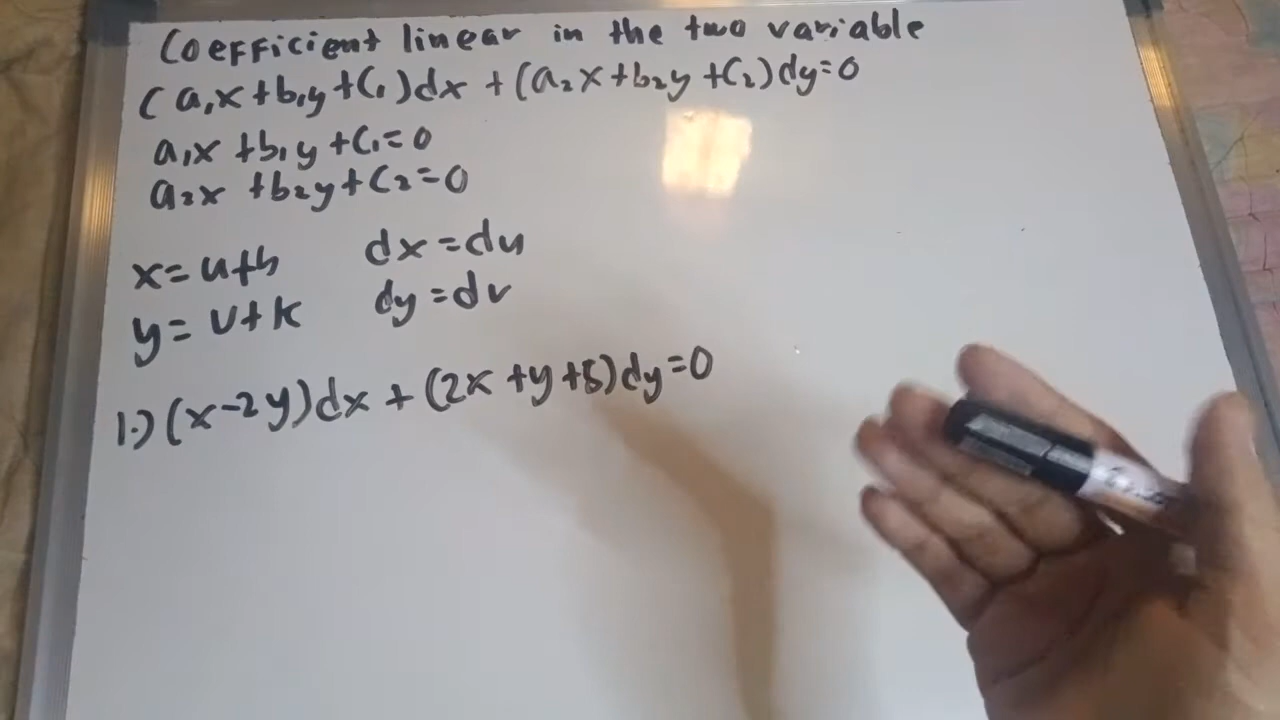 Coefficient linear in the two variable
(a₁x+b₁y+C₁)dx + (a₂x+b₂y+C₂)dy=0
a₁x +b₁y+C₁=0
a₂x +b₂y+C₂=0
x=u+h dx=du
y=v+k dy=dv
1.) (x-2y)dx + (2x+y+5)dy=0